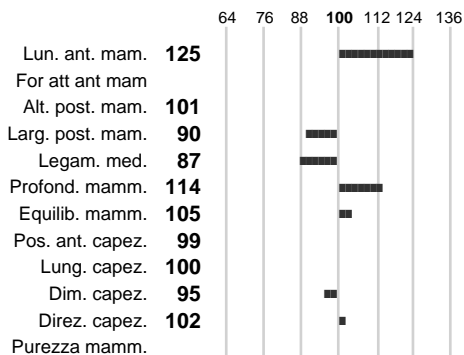 64 76 88 100 112 124 136
Lun. ant. mam. 125
For att ant mam
Alt. post. mam. 101
Larg. post. mam. 90
Legam. med. 87
Profond. mamm. 114
Equilib. mamm. 105
Pos. ant. capez. 99
Lung. capez. 100
Dim. capez. 95
Direz. capez. 102
Purezza mamm.